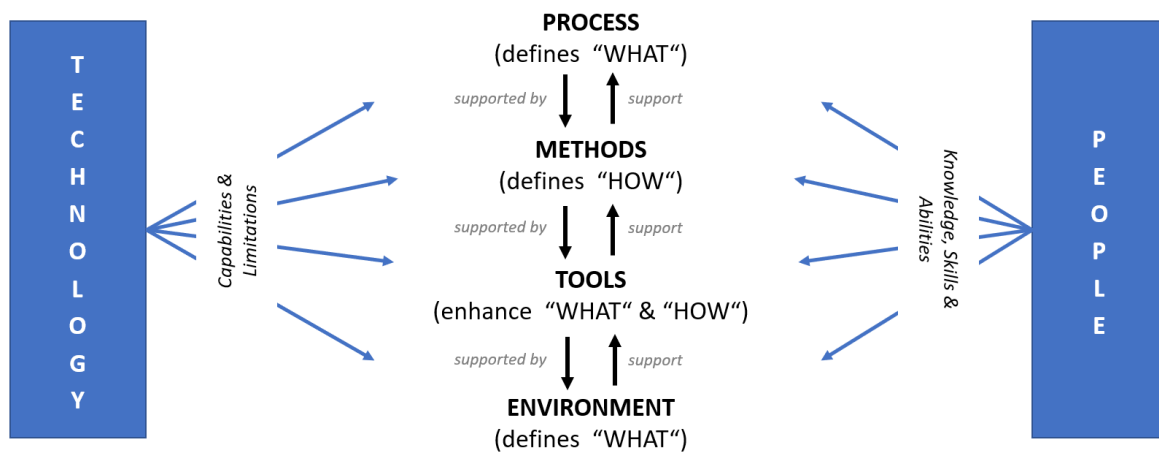 TECHNOLOGY
Capabilities &
Limitations
PROCESS
(defines “WHAT“)
supported by
support
METHODS
(defines “HOW“)
supported by
support
TOOLS
(enhance “WHAT“ & “HOW“)
supported by
support
ENVIRONMENT
(defines “WHAT“)
Knowledge, Skills &
Abilities
PEOPLE